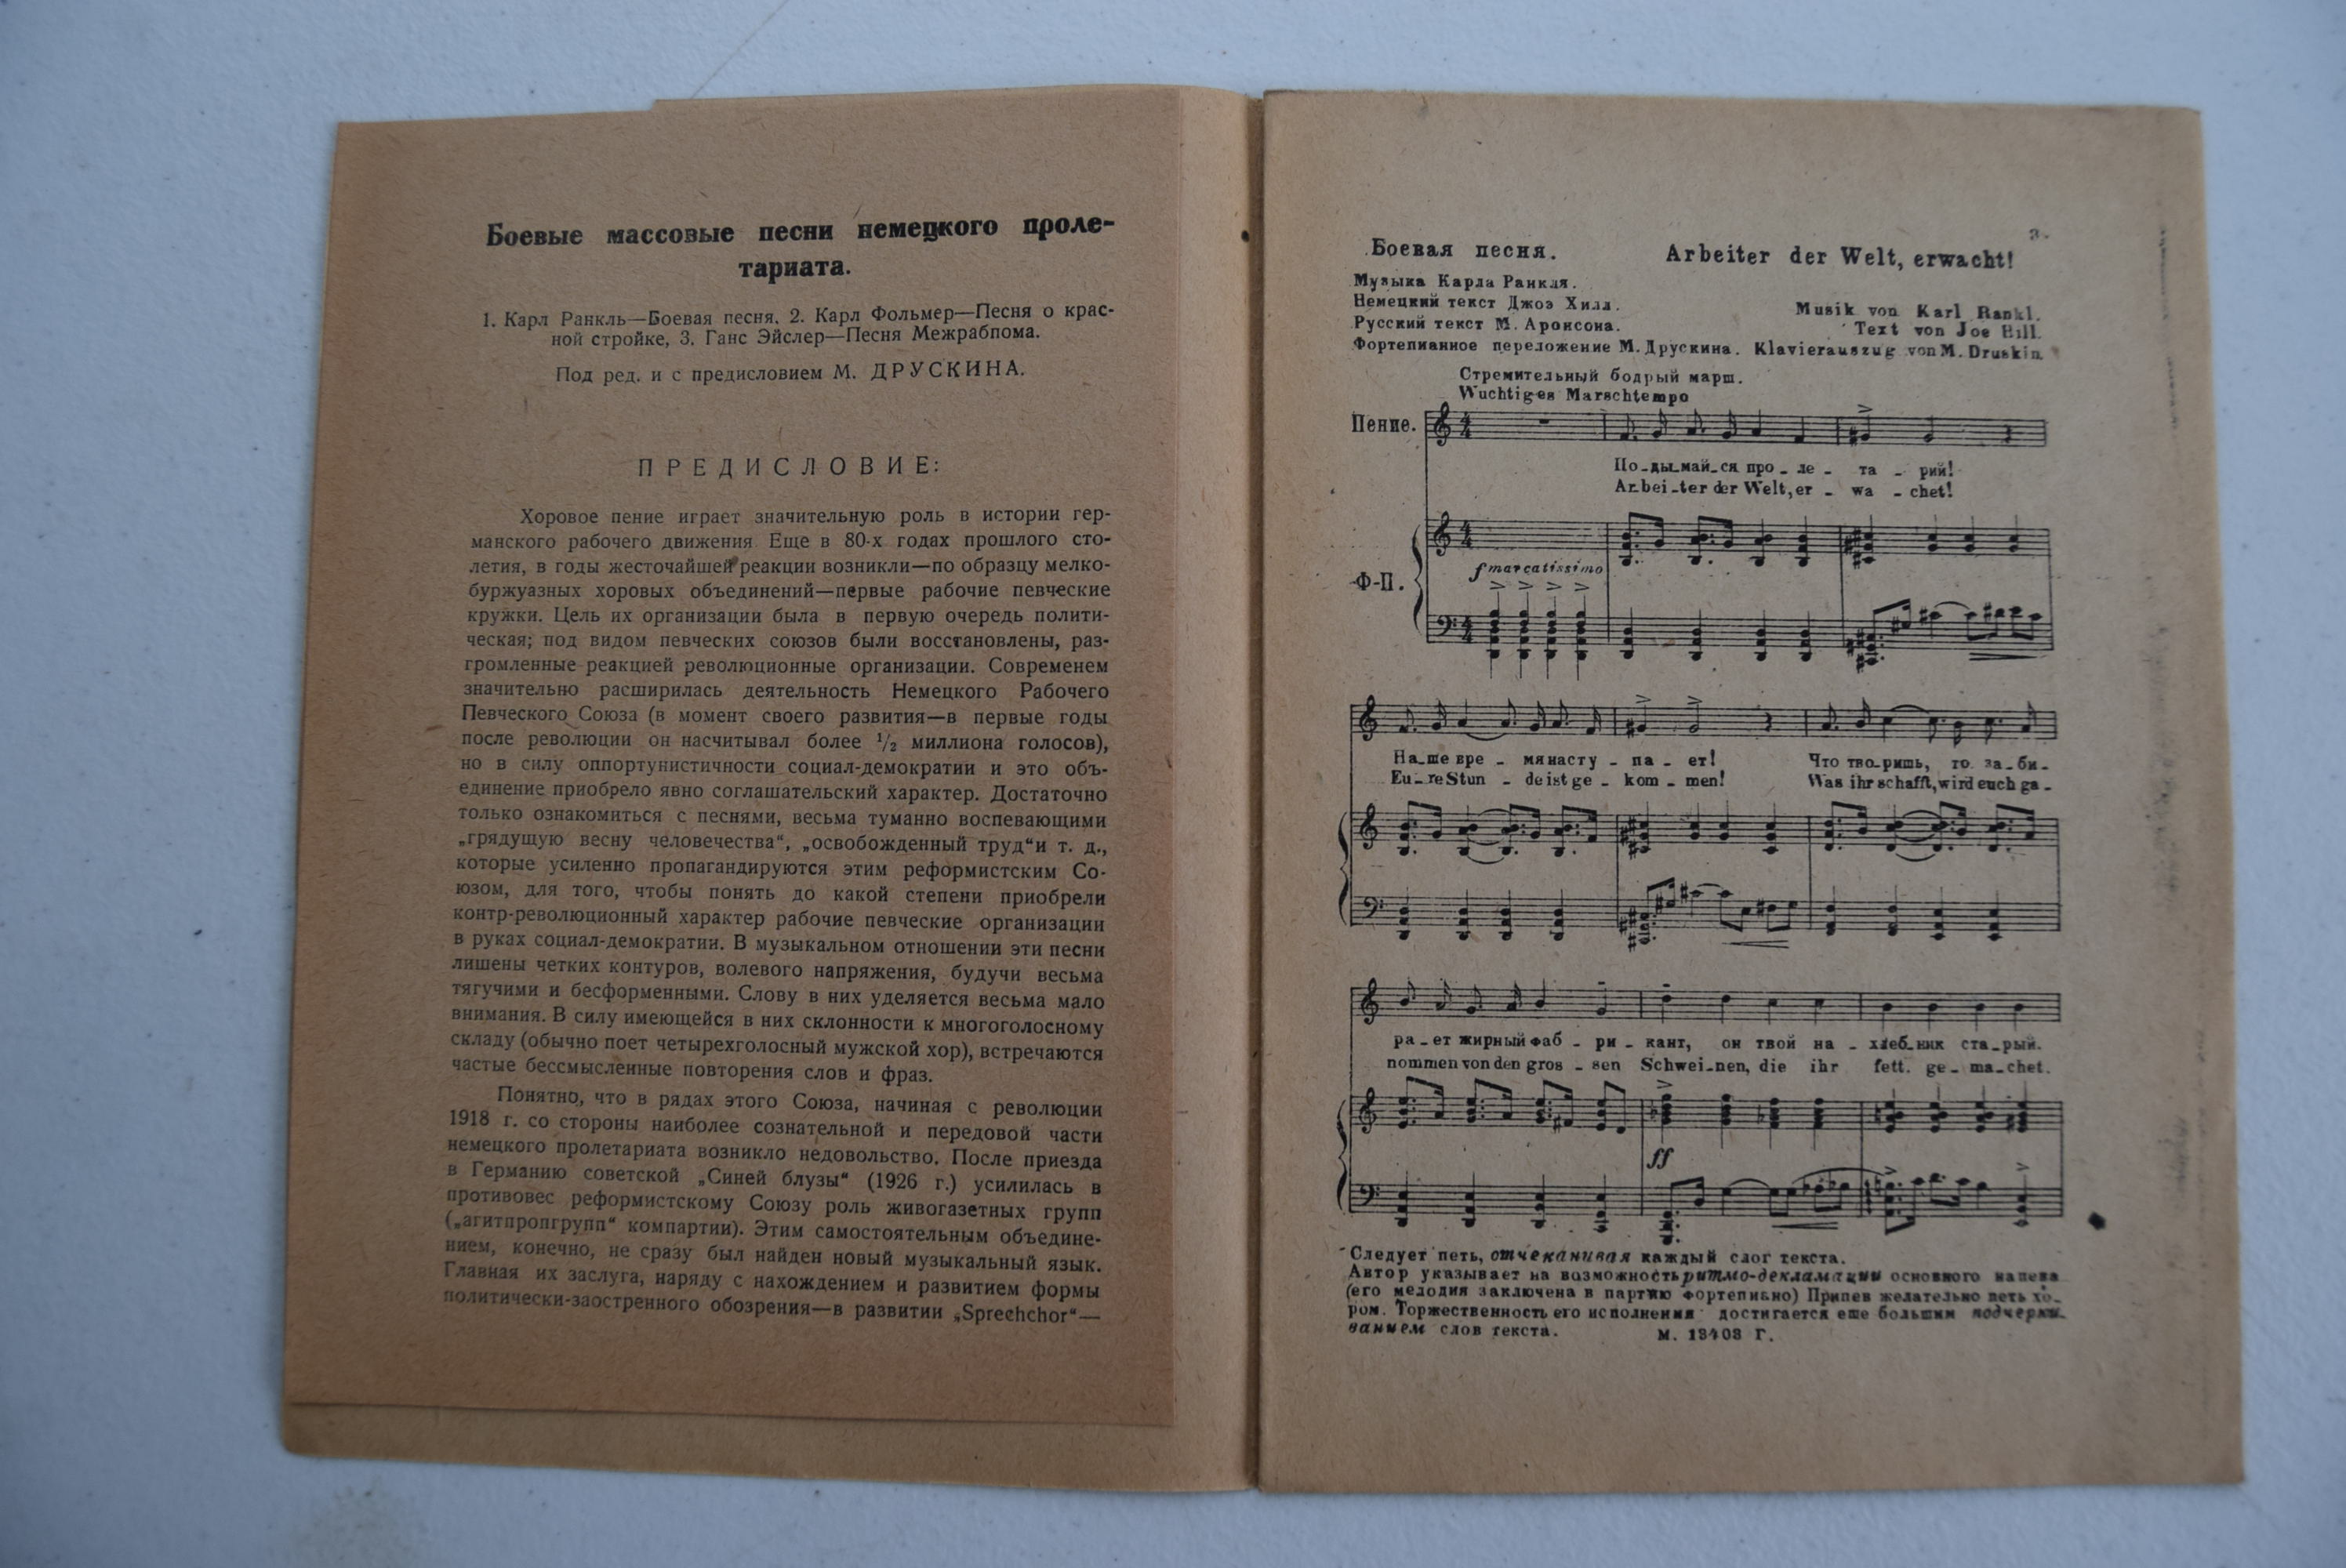 Боевые массовые песни немецкого проле-
тариата.
1. Карл Ранкль—Боевая песня, 2. Карл Фольмер—Песня о крас-
ной стройке, 3. Ганс Эйслер—Песня Межрабпома.
Под ред. и с предисловием М. ДРУСКИНА.
ПРЕДИСЛОВИЕ:
Хоровое пение играет значительную роль в истории гер-
манского рабочего движения Еще в 80-х годах прошлого сто-
летия, в годы жесточайшей реакции возникли—по образцу мелко-
буржуазных хоровых объединений—первые рабочие певческие
кружки. Цель их организации была в первую очередь полити-
ческая; под видом певческих союзов были восстановлены, раз-
громленные реакцией революционные организации. Современем
значительно расширилась деятельность Немецкого Рабочего
Певческого Союза (в момент своего развития—в первые годы
после революции он насчитывал более 1/2 миллиона голосов),
но в силу оппортунистичности социал-демократии и это объ-
единение приобрело явно соглашательский характер. Достаточно
только ознакомиться с песнями, весьма туманно воспевающими
„грядущую весну человечества“, „освобожденный труд“и т. д.,
которые усиленно пропагандируются этим реформистским Со-
юзом, для того, чтобы понять до какой степени приобрели
контр-революционный характер рабочие певческие организации
в руках социал-демократии. В музыкальном отношении эти песни
лишены четких контуров, волевого напряжения, будучи весьма
тягучими и бесформенными. Слову в них уделяется весьма мало
внимания. В силу имеющейся в них склонности к многоголосному
складу (обычно поет четырехголосный мужской хор), встречаются
частые бессмысленные повторения слов и фраз.
Понятно, что в рядах этого Союза, начиная с революции
1918 г. со стороны наиболее сознательной и передовой части
немецкого пролетариата возникло недовольство. После приезда
в Германию советской „Синей блузы“ (1926 г.) усилилась в
противовес реформистскому Союзу роль живогазетных групп
(„агитпропгрупп“ компартии). Этим самостоятельным объедине-
нием, конечно, не сразу был найден новый музыкальный язык.
Главная их заслуга, наряду с нахождением и развитием формы
политически-заостренного обозрения—в развитии „Sprechchor“—
3
Боевая песня. Arbeiter der Welt, erwacht!
Музыка Карла Ранкля.
Немецкий текст Джоэ Хилл. Musik von Karl Rankl.
Русский текст М. Аронсона. Text von Joe Hill.
Фортепианное переложение М. Друскина. Klavierauszug von M. Druskin.
Стремительный бодрый марш.
Wuchtiges Marschtempo
Пение.
По-ды-май-ся про-ле-та-рий!
Ar-bei-ter der Welt, er-wa-chet!
f marcatissimo
Ф-П.
На-ше вре-мя насту-па-ет! Что тво-ришь, то за-би-
Eu-re Stun-de ist ge-kom-men! Was ihr schafft, wird euch ge-
ра-ет жирный фаб-ри-кант, он твой на-хлеб-ник ста-рый.
nommen von den gros-sen Schwei-nen, die ihr fett ge-ma-chet.
ff
Следует петь, отчеканивая каждый слог текста.
Автор указывает на возможность ритмо-декламации основного напева
(его мелодия заключена в партию фортепиано) Припев желательно петь хо-
ром. Торжественность его исполнения достигается еще большим подчерки-
ванием слов текста.
М. 13403 Г.